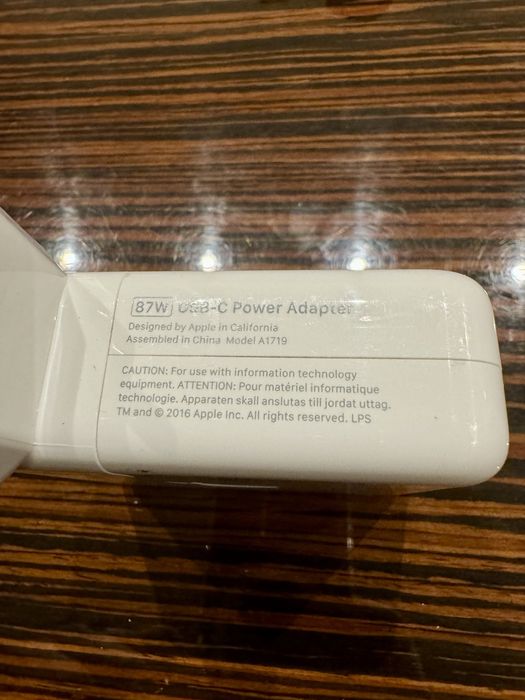 87W USB-C Power Adapter
Designed by Apple in California
Assembled in China Model A1719
CAUTION: For use with information technology
equipment. ATTENTION: Pour matériel informatique
technologie. Apparaten skall anslutas till jordat uttag.
TM and © 2016 Apple Inc. All rights reserved. LPS